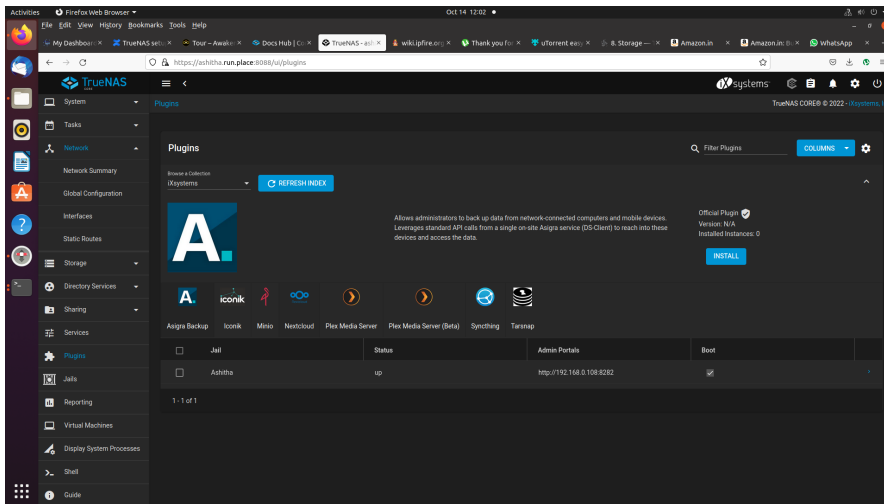 Activities
Firefox Web Browser
Oct 14 12:02
File Edit View History Bookmarks Tools Help
My Dashboard
TrueNAS setu
Tour – Awake
Docs Hub | Co
TrueNAS - ash
wiki.ipfire.org
Thank you for
uTorrent easy
8. Storage —
Amazon.in
Amazon.in: B
WhatsApp
https://ashitha.run.place:8088/ui/plugins
TrueNAS
CORE
iXsystems
Plugins
TrueNAS CORE® © 2022 - iXsystems, I
System
Tasks
Network
Network Summary
Global Configuration
Interfaces
Static Routes
Storage
Directory Services
Sharing
Services
Plugins
Jails
Reporting
Virtual Machines
Display System Processes
Shell
Guide
Plugins
Filter Plugins
COLUMNS
Browse a Collection
iXsystems
REFRESH INDEX
A.
Allows administrators to back up data from network-connected computers and mobile devices.
Leverages standard API calls from a single on-site Asigra service (DS-Client) to reach into these
devices and access the data.
Official Plugin
Version: N/A
Installed Instances: 0
INSTALL
A.
iconik
Asigra Backup Iconik Minio Nextcloud Plex Media Server Plex Media Server (Beta) Syncthing Tarsnap
Jail Status Admin Portals Boot
Ashitha up http://192.168.0.108:8282
1 - 1 of 1